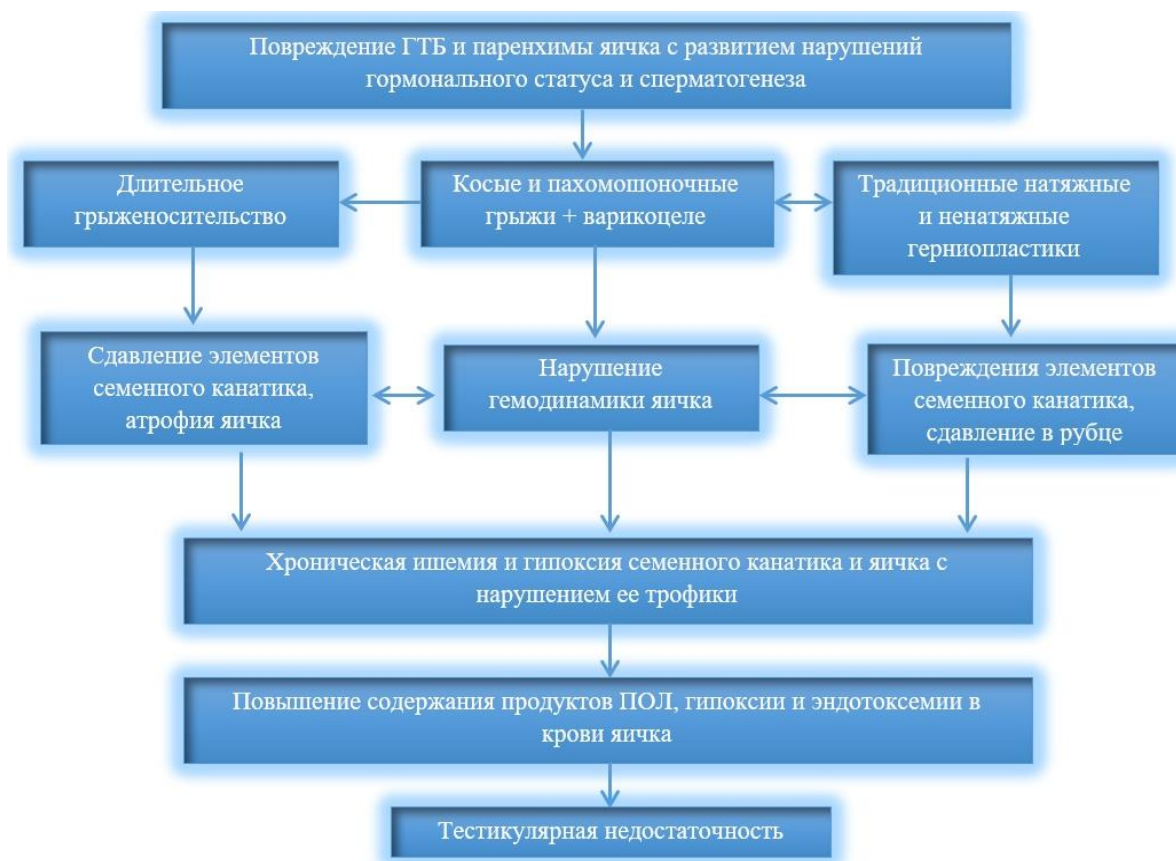 Повреждение ГТБ и паренхимы яичка с развитием нарушений
гормонального статуса и сперматогенеза
Длительное
грыженосительство
Косые и пахомошоночные
грыжи + варикоцеле
Традиционные натяжные
и ненатяжные
герниопластики
Сдавление элементов
семенного канатика,
атрофия яичка
Нарушение
гемодинамики яичка
Повреждения элементов
семенного канатика,
сдавление в рубце
Хроническая ишемия и гипоксия семенного канатика и яичка с
нарушением ее трофики
Повышение содержания продуктов ПОЛ, гипоксии и эндотоксемии в
крови яичка
Тестикулярная недостаточность